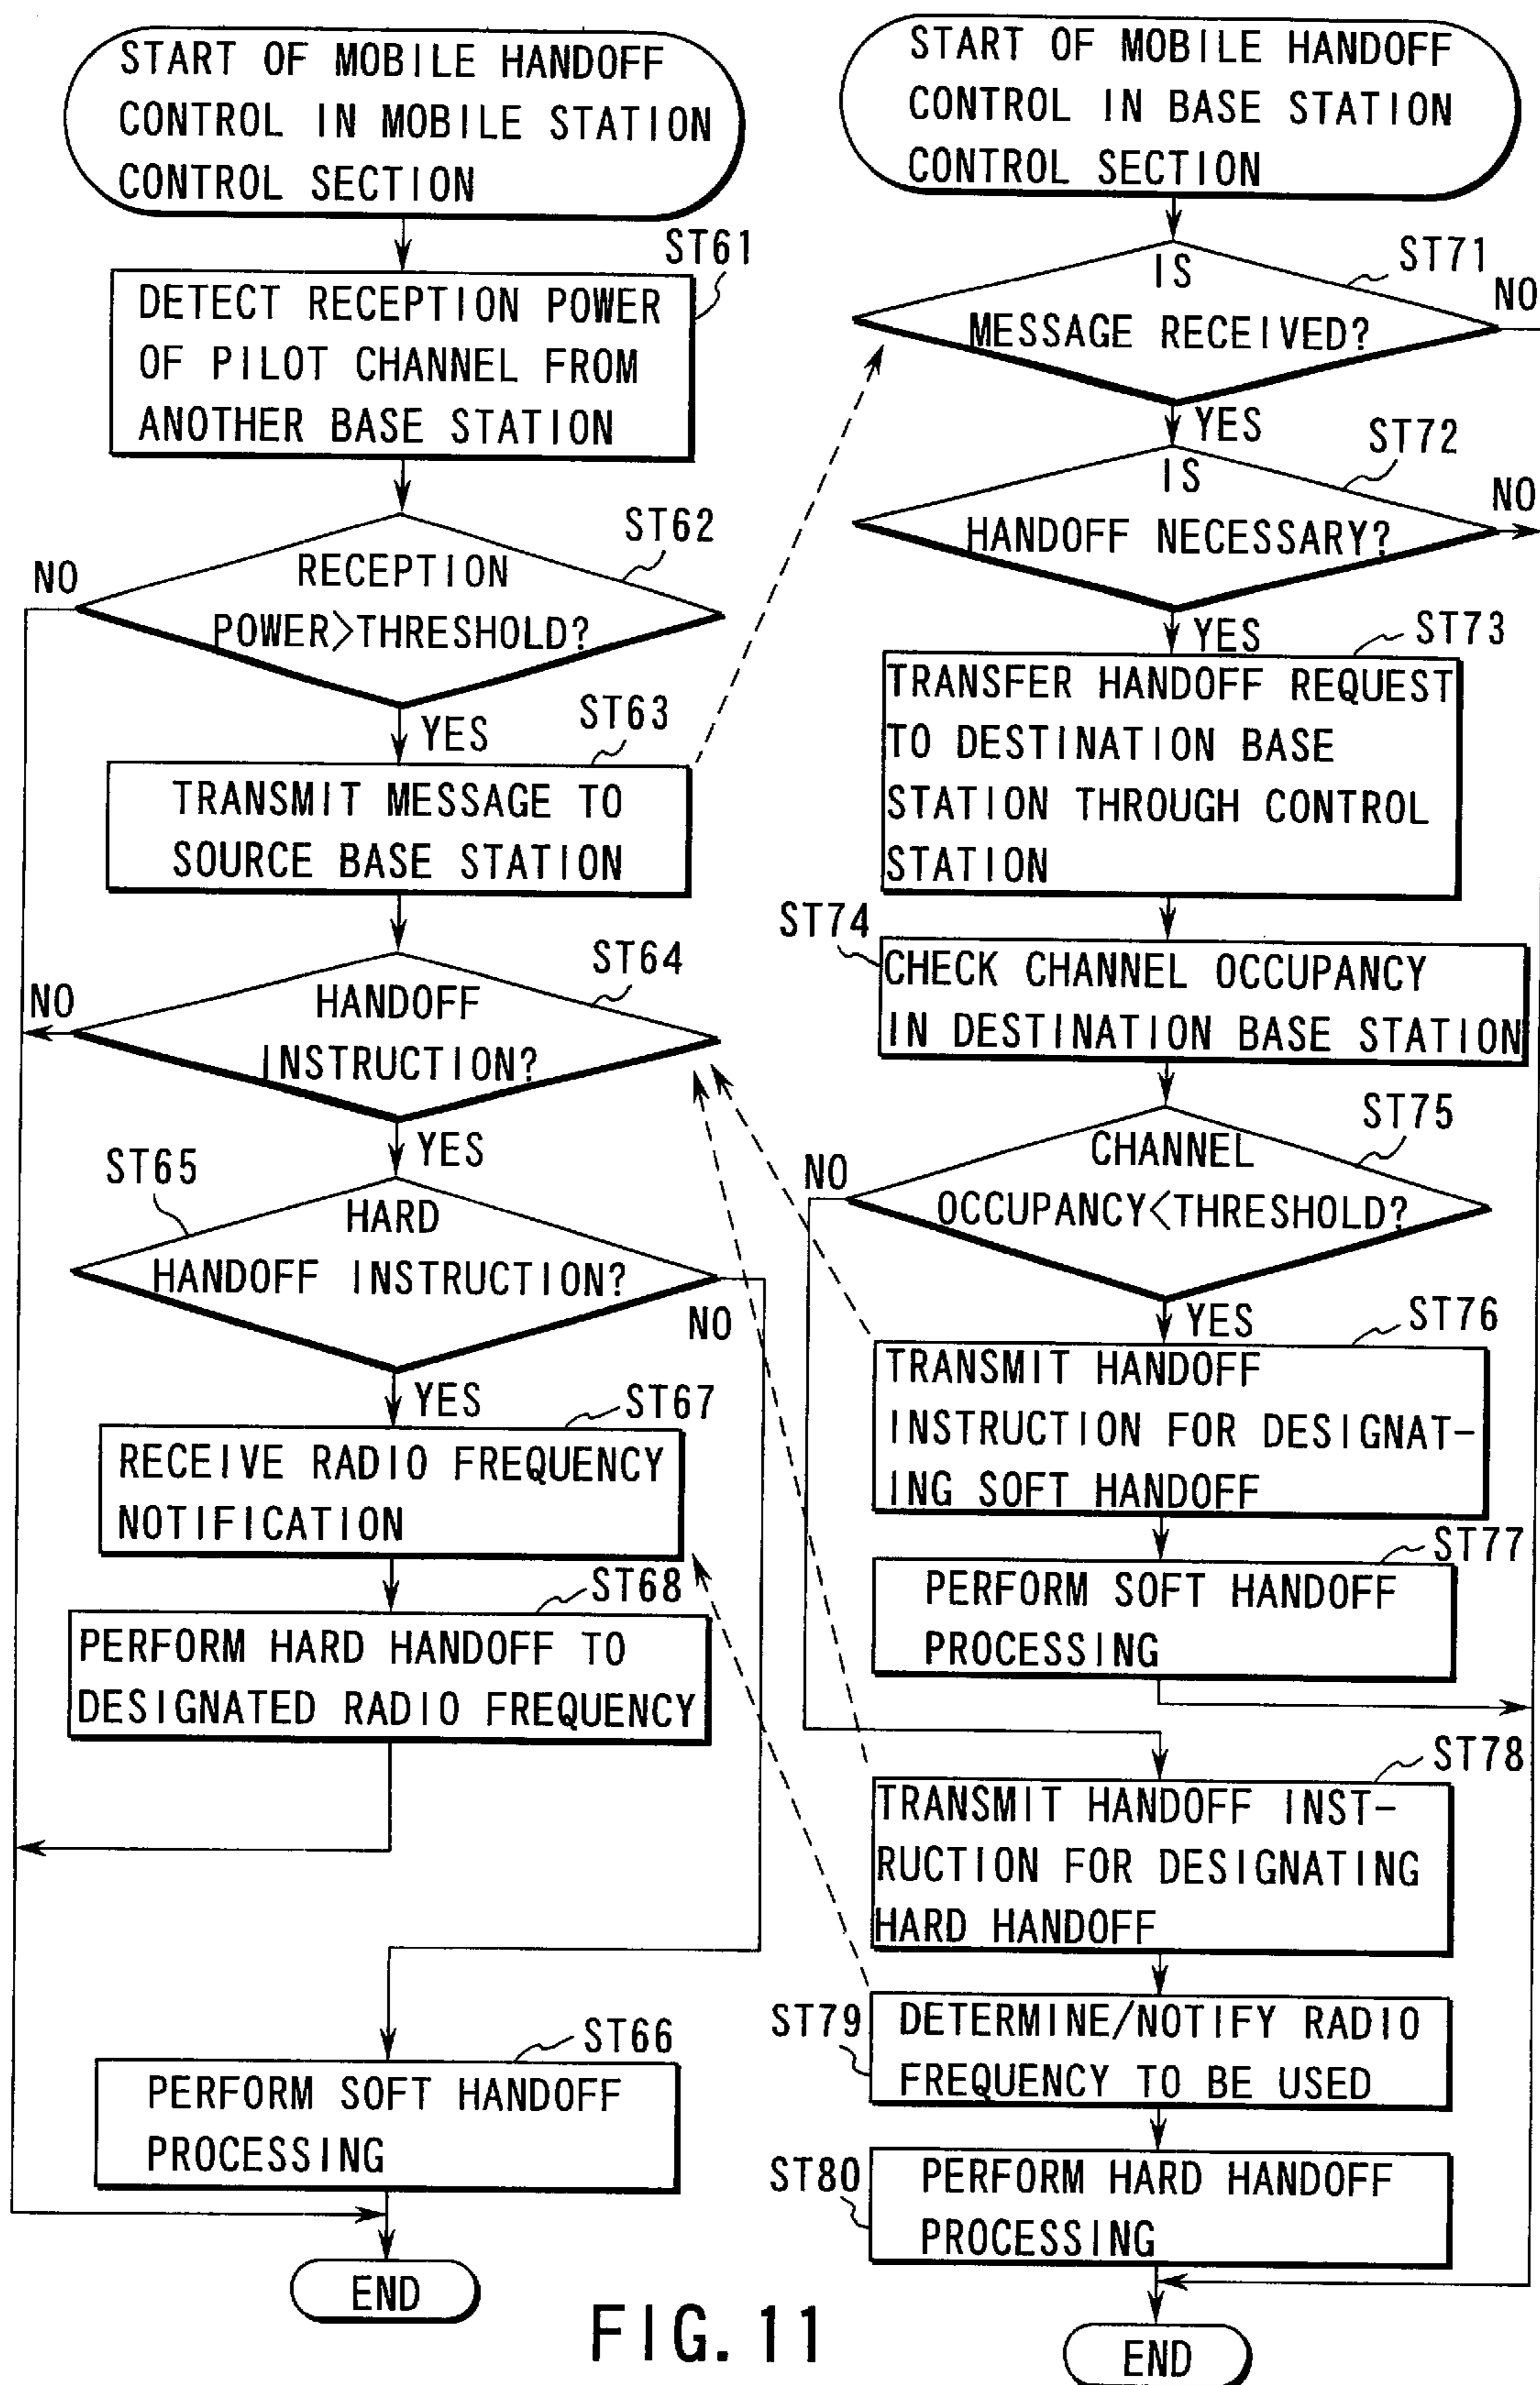 START OF MOBILE HANDOFF
CONTROL IN MOBILE STATION
CONTROL SECTION
ST61
DETECT RECEPTION POWER
OF PILOT CHANNEL FROM
ANOTHER BASE STATION
ST62
NO
RECEPTION
POWER>THRESHOLD?
YES
ST63
TRANSMIT MESSAGE TO
SOURCE BASE STATION
ST64
NO
HANDOFF
INSTRUCTION?
YES
ST65
HARD
HANDOFF INSTRUCTION?
NO
YES
ST67
RECEIVE RADIO FREQUENCY
NOTIFICATION
ST68
PERFORM HARD HANDOFF TO
DESIGNATED RADIO FREQUENCY
ST66
PERFORM SOFT HANDOFF
PROCESSING
END
START OF MOBILE HANDOFF
CONTROL IN BASE STATION
CONTROL SECTION
ST71
IS
MESSAGE RECEIVED?
NO
YES
ST72
IS
HANDOFF NECESSARY?
NO
YES
ST73
TRANSFER HANDOFF REQUEST
TO DESTINATION BASE
STATION THROUGH CONTROL
STATION
ST74
CHECK CHANNEL OCCUPANCY
IN DESTINATION BASE STATION
ST75
NO
CHANNEL
OCCUPANCY<THRESHOLD?
YES
ST76
TRANSMIT HANDOFF
INSTRUCTION FOR DESIGNAT-
ING SOFT HANDOFF
ST77
PERFORM SOFT HANDOFF
PROCESSING
ST78
TRANSMIT HANDOFF INST-
RUCTION FOR DESIGNATING
HARD HANDOFF
ST79
DETERMINE/NOTIFY RADIO
FREQUENCY TO BE USED
ST80
PERFORM HARD HANDOFF
PROCESSING
END
FIG. 11